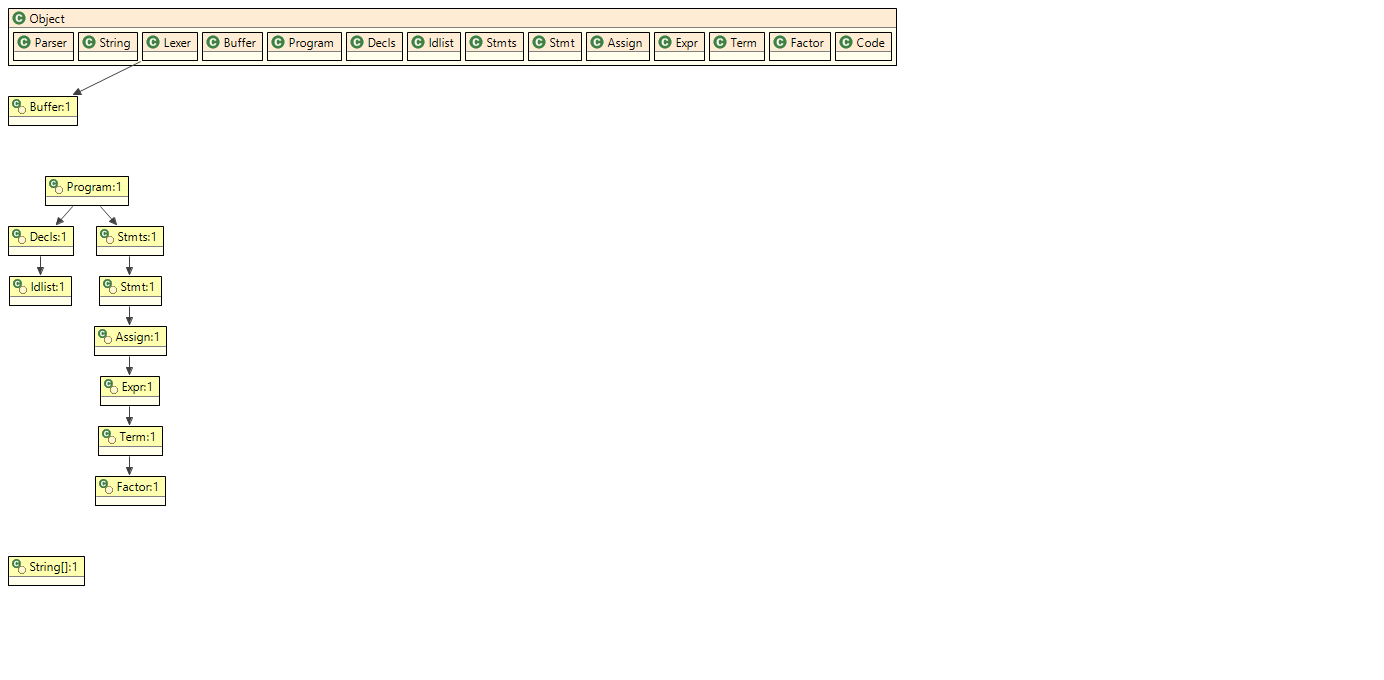 Object
Parser String Lexer Buffer Program Decls Idlist Stmts Stmt Assign Expr Term Factor Code
Buffer:1
Program:1
Decls:1 Stmts:1
Idlist:1 Stmt:1
Assign:1
Expr:1
Term:1
Factor:1
String[]:1